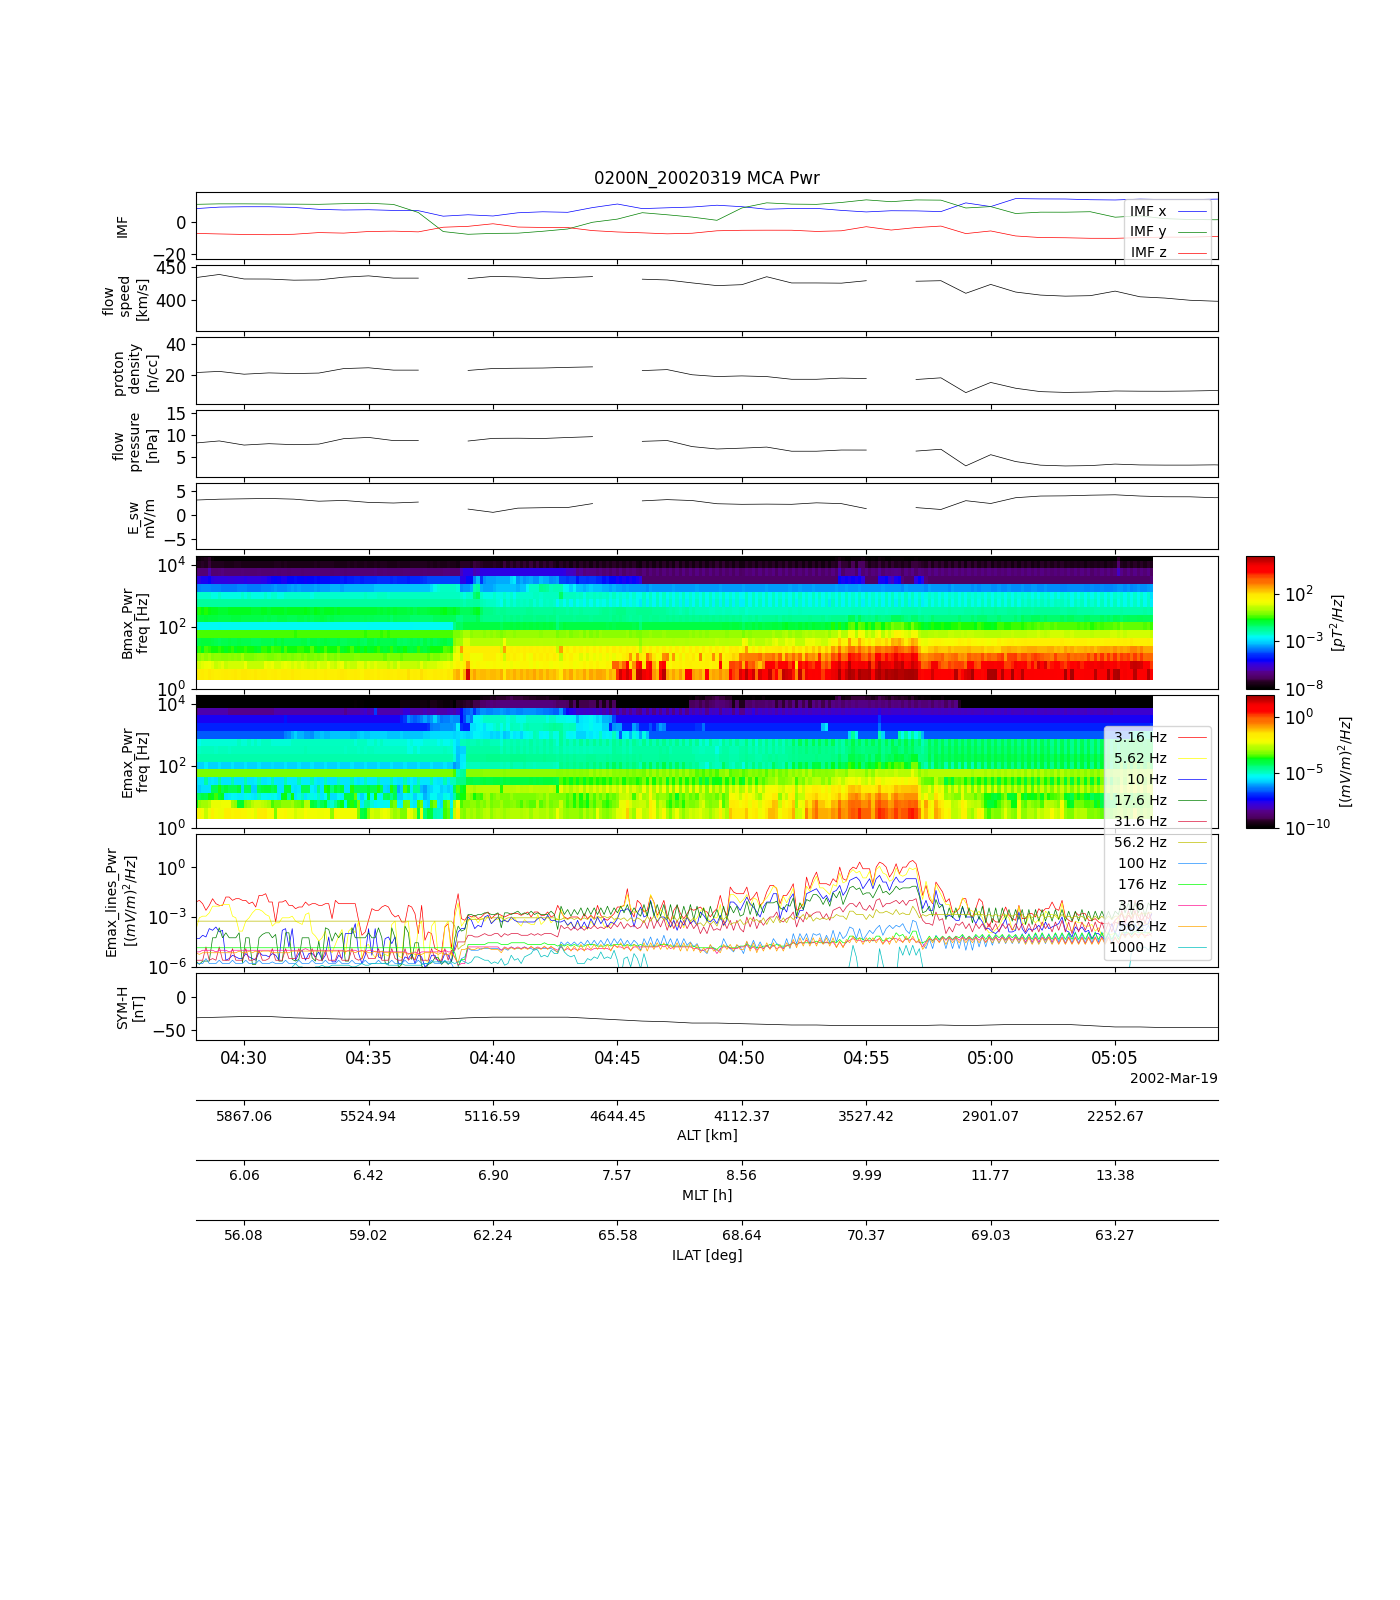 0200N_20020319 MCA Pwr
IMF
0
−20
IMF x
IMF y
IMF z
flow
speed
[km/s]
450
400
proton
density
[n/cc]
40
20
flow
pressure
[nPa]
15
10
5
E_sw
mV/m
5
0
−5
Bmax_Pwr
freq [Hz]
10^4
10^2
10^0
10^2
10^−3
10^−8
[pT^2/Hz]
Emax_Pwr
freq [Hz]
10^4
10^2
10^0
10^0
10^−5
10^−10
[(mV/m)^2/Hz]
3.16 Hz
5.62 Hz
10 Hz
17.6 Hz
31.6 Hz
56.2 Hz
100 Hz
176 Hz
316 Hz
562 Hz
1000 Hz
Emax_lines_Pwr
[(mV/m)^2/Hz]
10^0
10^−3
10^−6
SYM-H
[nT]
0
−50
04:30 04:35 04:40 04:45 04:50 04:55 05:00 05:05
2002-Mar-19
5867.06 5524.94 5116.59 4644.45 4112.37 3527.42 2901.07 2252.67
ALT [km]
6.06 6.42 6.90 7.57 8.56 9.99 11.77 13.38
MLT [h]
56.08 59.02 62.24 65.58 68.64 70.37 69.03 63.27
ILAT [deg]